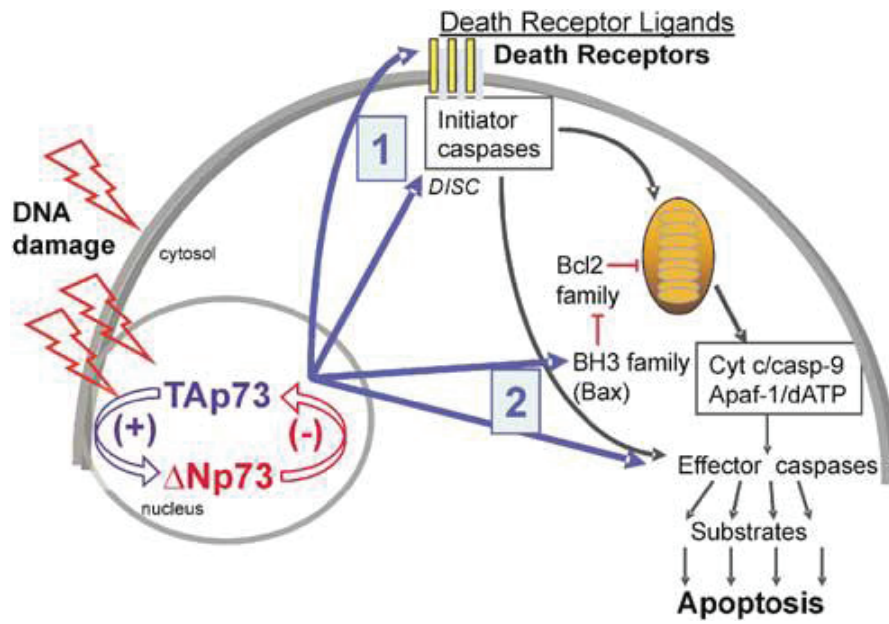 Death Receptor Ligands
Death Receptors
1
Initiator
caspases
DISC
DNA
damage
cytosol
Bcl2
family
BH3 family
(Bax)
2
Cyt c/casp-9
Apaf-1/dATP
TAp73
(+)
(-)
ΔNp73
nucleus
Effector caspases
Substrates
Apoptosis